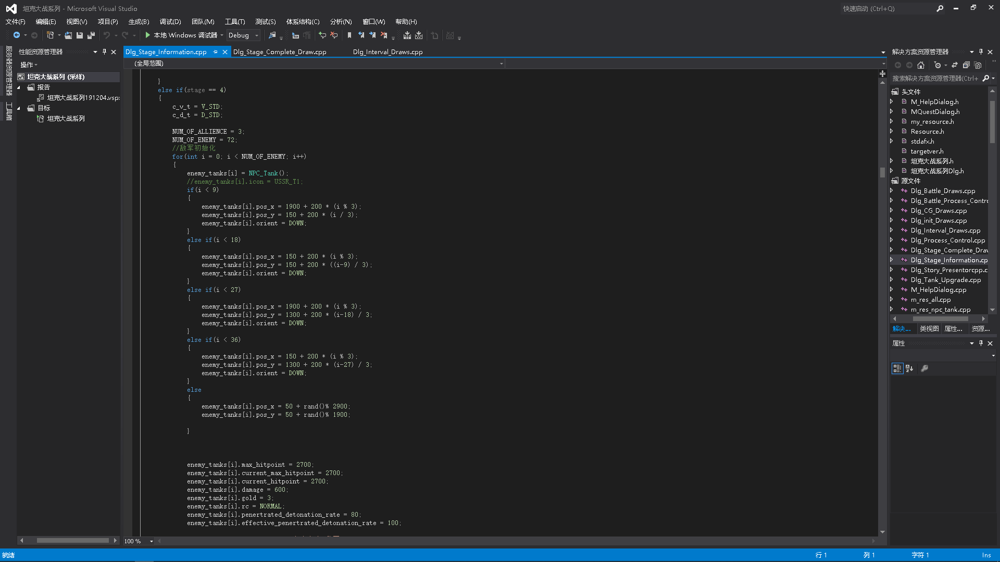 坦克大战系列 - Microsoft Visual Studio
快速启动 (Ctrl+Q)
文件(F) 编辑(E) 视图(V) 项目(P) 生成(B) 调试(D) 团队(M) 工具(T) 测试(S) 体系结构(C) 分析(N) 窗口(W) 帮助(H)
本地 Windows 调试器 Debug
服务器资源管理器
工具箱
性能资源管理器
操作
坦克大战系列 (采样)
报告
坦克大战系列191204.vsp
目标
坦克大战系列
Dlg_Stage_Information.cpp Dlg_Stage_Complete_Draw.cpp Dlg_Interval_Draws.cpp
(全局范围)
}
else if(stage == 4)
{
c_v_t = V_STD;
c_d_t = D_STD;
NUM_OF_ALLIENCE = 3;
NUM_OF_ENEMY = 72;
//敌军初始化
for(int i = 0; i < NUM_OF_ENEMY; i++)
{
enemy_tanks[i] = NPC_Tank();
//enemy_tanks[i].icon = USSR_T1;
if(i < 9)
{
enemy_tanks[i].pos_x = 1900 + 200 * (i % 3);
enemy_tanks[i].pos_y = 150 + 200 * (i / 3);
enemy_tanks[i].orient = DOWN;
}
else if(i < 18)
{
enemy_tanks[i].pos_x = 150 + 200 * (i % 3);
enemy_tanks[i].pos_y = 150 + 200 * ((i-9) / 3);
enemy_tanks[i].orient = DOWN;
}
else if(i < 27)
{
enemy_tanks[i].pos_x = 1900 + 200 * (i % 3);
enemy_tanks[i].pos_y = 1300 + 200 * (i-18) / 3;
enemy_tanks[i].orient = DOWN;
}
else if(i < 36)
{
enemy_tanks[i].pos_x = 150 + 200 * (i % 3);
enemy_tanks[i].pos_y = 1300 + 200 * (i-27) / 3;
enemy_tanks[i].orient = DOWN;
}
else
{
enemy_tanks[i].pos_x = 50 + rand()% 2900;
enemy_tanks[i].pos_y = 50 + rand()% 1900;
}
enemy_tanks[i].max_hitpoint = 2700;
enemy_tanks[i].current_max_hitpoint = 2700;
enemy_tanks[i].current_hitpoint = 2700;
enemy_tanks[i].damage = 600;
enemy_tanks[i].gold = 3;
enemy_tanks[i].rc = NORMAL;
enemy_tanks[i].penertrated_detonation_rate = 80;
enemy_tanks[i].effective_penertrated_detonation_rate = 100;
100 %
解决方案资源管理器
搜索解决方案资源管理器(Ctrl+
头文件
M_HelpDialog.h
MQuestDialog.h
my_resource.h
Resource.h
stdafx.h
targetver.h
坦克大战系列.h
坦克大战系列Dlg.h
源文件
Dlg_Battle_Draws.cpp
Dlg_Battle_Process_Contro
Dlg_CG_Draws.cpp
Dlg_init_Draws.cpp
Dlg_Interval_Draws.cpp
Dlg_Process_Control.cpp
Dlg_Stage_Complete_Draw
Dlg_Stage_Information.cp
Dlg_Story_Presentorcpp.c
Dlg_Tank_Upgrade.cpp
M_HelpDialog.cpp
m_res_all.cpp
m_res_npc_tank.cpp
解决... 类视图 属性... 资源...
属性
就绪 行 1 列 1 字符 1 Ins